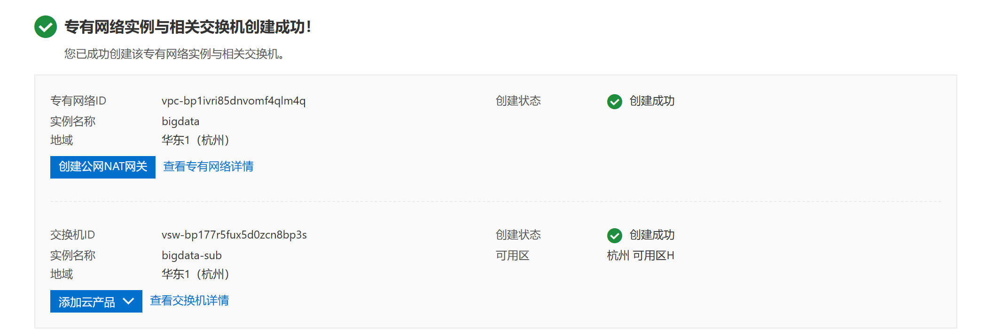 专有网络实例与相关交换机创建成功！
您已成功创建该专有网络实例与相关交换机。
专有网络ID vpc-bp1ivri85dnvomf4qlm4q 创建状态 创建成功
实例名称 bigdata
地域 华东1（杭州）
创建公网NAT网关 查看专有网络详情
交换机ID vsw-bp177r5fux5d0zcn8bp3s 创建状态 创建成功
实例名称 bigdata-sub 可用区 杭州 可用区H
地域 华东1（杭州）
添加云产品 查看交换机详情